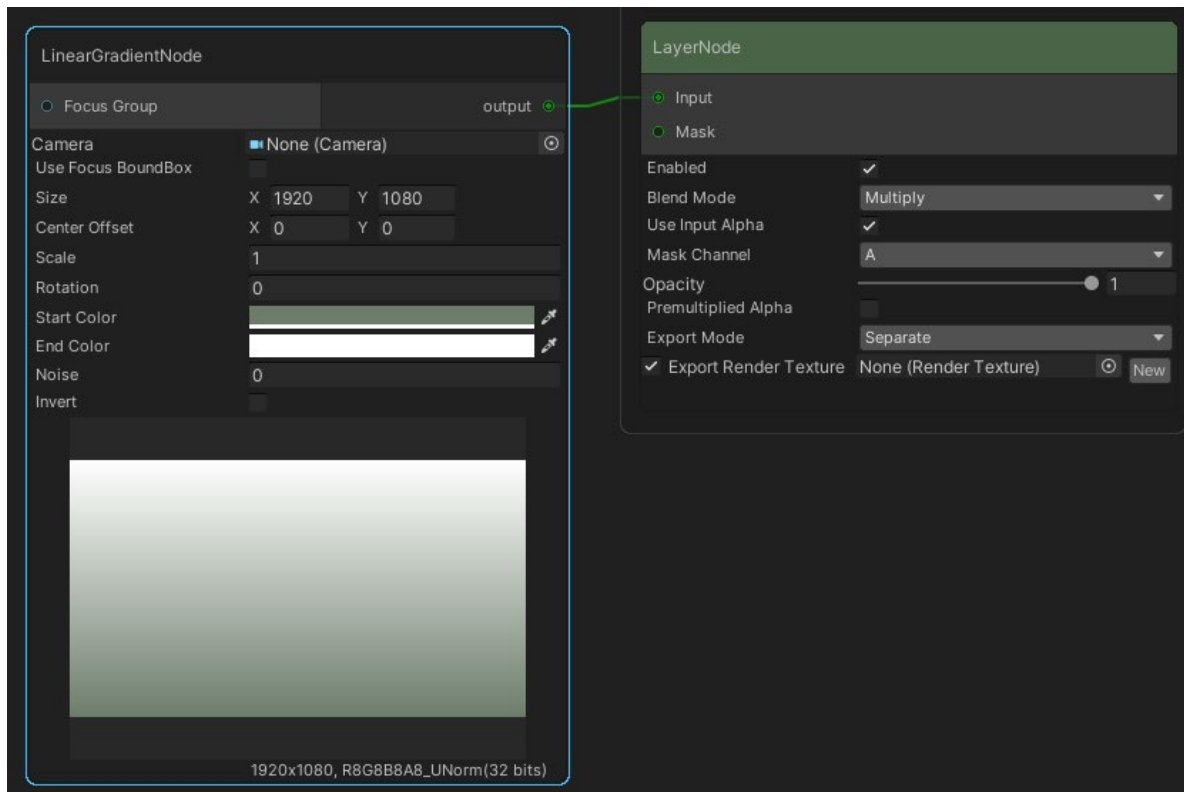 LinearGradientNode
Focus Group output
Camera None (Camera)
Use Focus BoundBox
Size X 1920 Y 1080
Center Offset X 0 Y 0
Scale 1
Rotation 0
Start Color
End Color
Noise 0
Invert
1920x1080, R8G8B8A8_UNorm(32 bits)
LayerNode
Input
Mask
Enabled
Blend Mode Multiply
Use Input Alpha
Mask Channel A
Opacity 1
Premultiplied Alpha
Export Mode Separate
Export Render Texture None (Render Texture) New